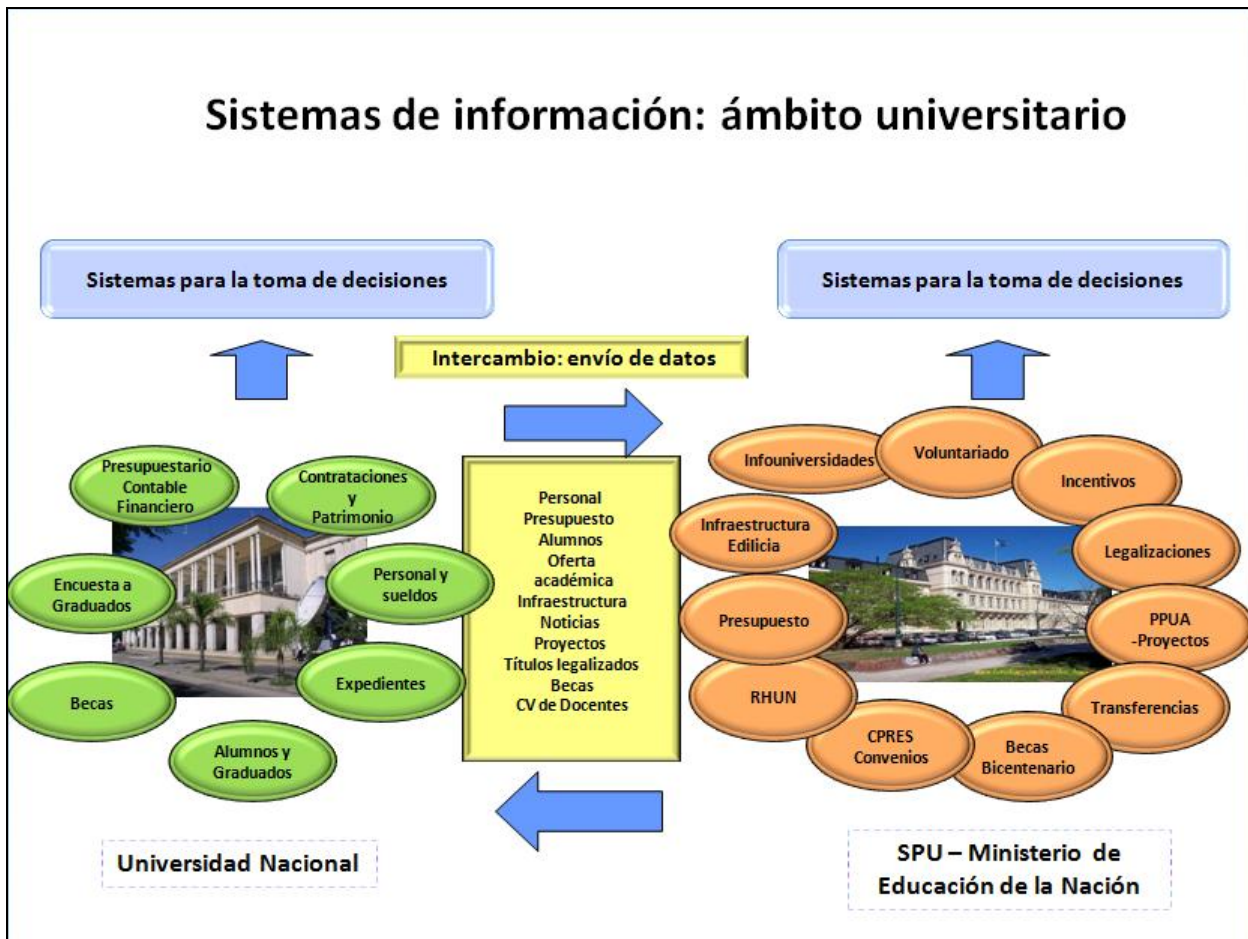 Sistemas de información: ámbito universitario
Sistemas para la toma de decisiones
Sistemas para la toma de decisiones
Intercambio: envío de datos
Presupuestario
Contable
Financiero
Contrataciones
y
Patrimonio
Encuesta a
Graduados
Personal y
sueldos
Becas
Expedientes
Alumnos y
Graduados
Personal
Presupuesto
Alumnos
Oferta
académica
Infraestructura
Noticias
Proyectos
Títulos legalizados
Becas
CV de Docentes
Infouniversidades
Voluntariado
Incentivos
Infraestructura
Edilicia
Legalizaciones
Presupuesto
PPUA
-Proyectos
RHUN
Transferencias
CPRES
Convenios
Becas
Bicentenario
Universidad Nacional
SPU – Ministerio de
Educación de la Nación